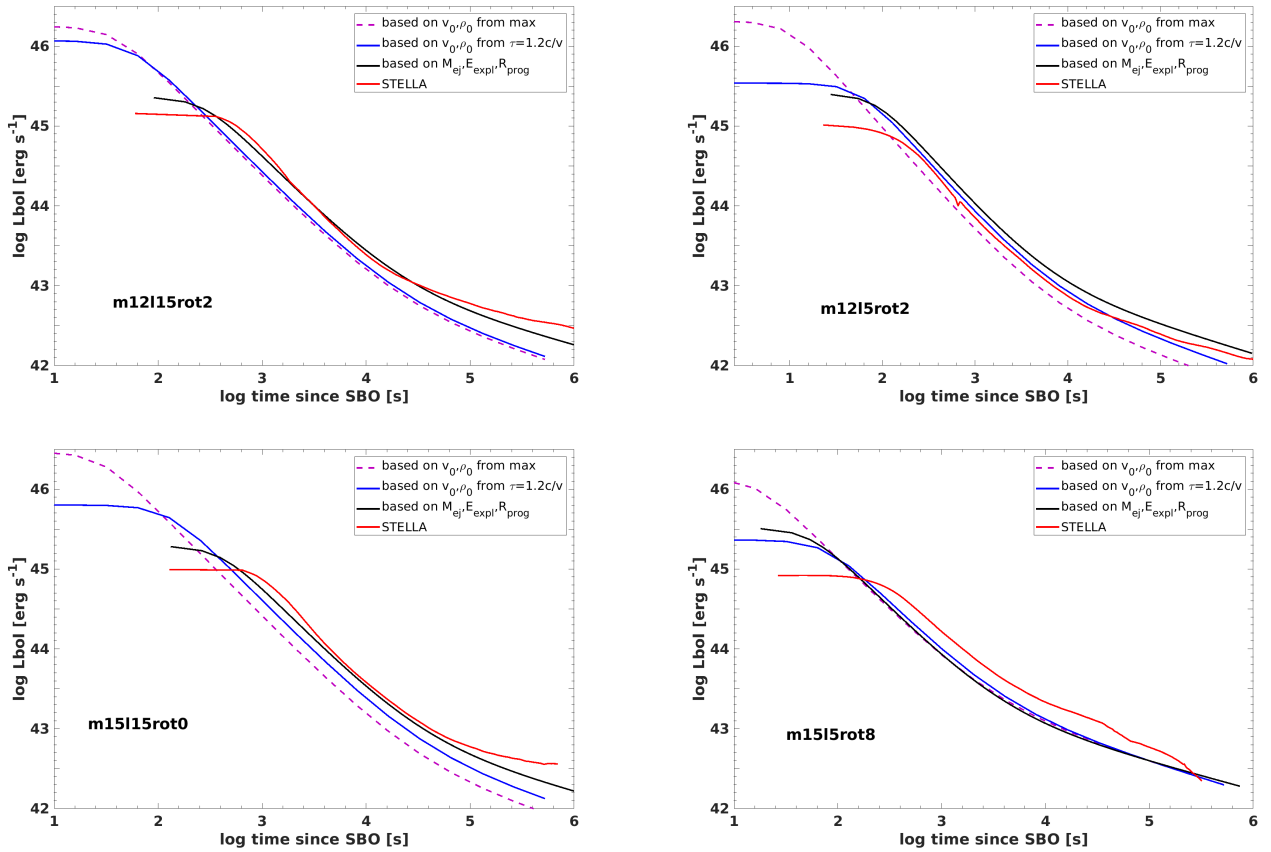 based on v0,ρ0 from max
based on v0,ρ0 from τ=1.2c/v
based on Mej,Eexpl,Rprog
STELLA
46
45
44
43
42
log Lbol [erg s-1]
m12l15rot2
1 2 3 4 5 6
log time since SBO [s]
based on v0,ρ0 from max
based on v0,ρ0 from τ=1.2c/v
based on Mej,Eexpl,Rprog
STELLA
46
45
44
43
42
log Lbol [erg s-1]
m12l5rot2
1 2 3 4 5 6
log time since SBO [s]
based on v0,ρ0 from max
based on v0,ρ0 from τ=1.2c/v
based on Mej,Eexpl,Rprog
STELLA
46
45
44
43
42
log Lbol [erg s-1]
m15l15rot0
1 2 3 4 5 6
log time since SBO [s]
based on v0,ρ0 from max
based on v0,ρ0 from τ=1.2c/v
based on Mej,Eexpl,Rprog
STELLA
46
45
44
43
42
log Lbol [erg s-1]
m15l5rot8
1 2 3 4 5 6
log time since SBO [s]